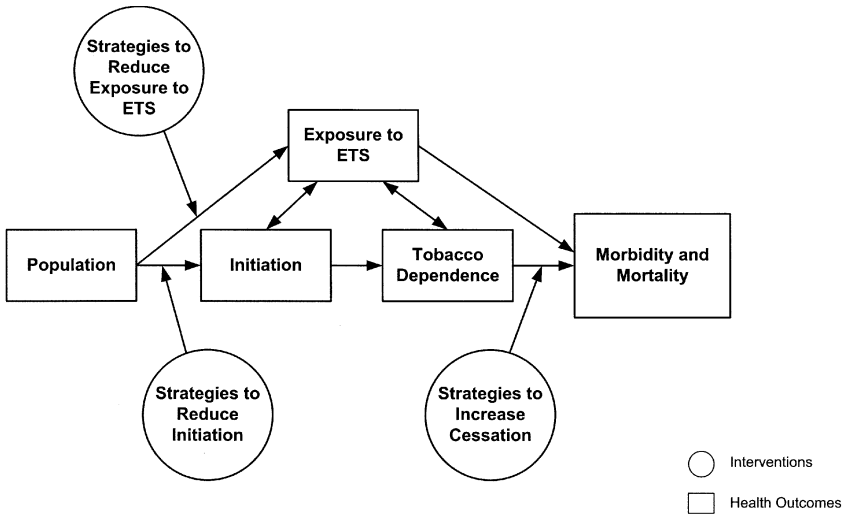 Strategies to
Reduce
Exposure to
ETS
Exposure to
ETS
Population
Initiation
Tobacco
Dependence
Morbidity and
Mortality
Strategies to
Reduce
Initiation
Strategies to
Increase
Cessation
Interventions
Health Outcomes